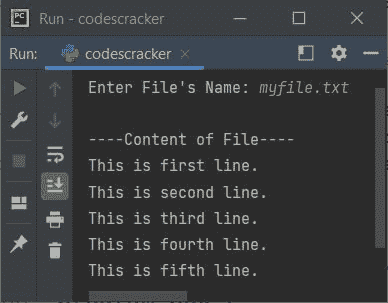 PC
Run - codescracker
Run:
codescracker
Enter File's Name: myfile.txt
----Content of File----
This is first line.
This is second line.
This is third line.
This is fourth line.
This is fifth line.